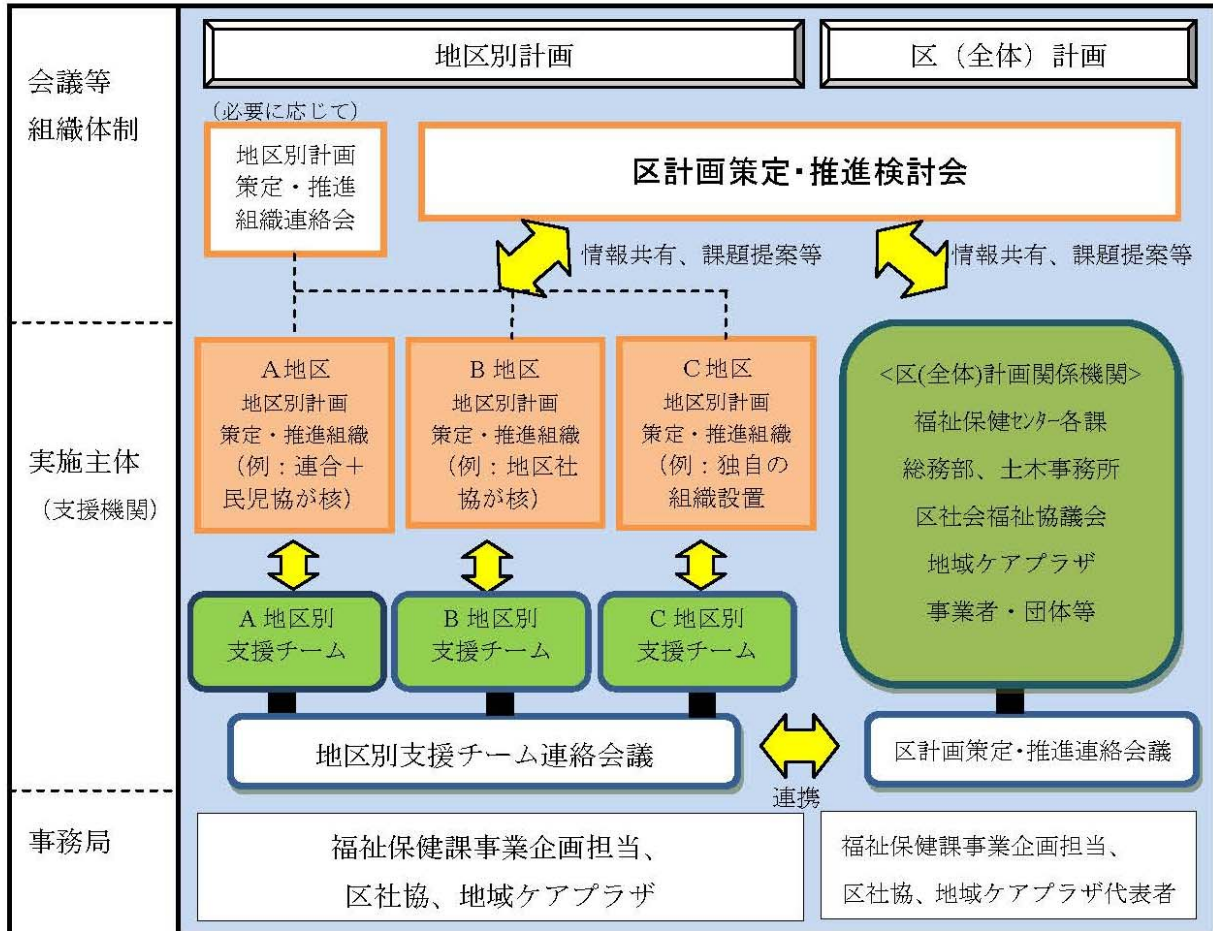 会議等
組織体制
地区別計画
区（全体）計画
(必要に応じて)
地区別計画
策定・推進
組織連絡会
区計画策定・推進検討会
情報共有、課題提案等
情報共有、課題提案等
実施主体
（支援機関）
A地区
地区別計画
策定・推進組織
（例：連合＋
民児協が核）
B 地区
地区別計画
策定・推進組織
（例：地区社
協が核）
C 地区
地区別計画
策定・推進組織
（例：独自の
組織設置
<区(全体)計画関係機関>
福祉保健ｾﾝﾀｰ各課
総務部、土木事務所
区社会福祉協議会
地域ケアプラザ
事業者・団体等
A 地区別
支援チーム
B 地区別
支援チーム
C 地区別
支援チーム
地区別支援チーム連絡会議
連携
区計画策定・推進連絡会議
事務局
福祉保健課事業企画担当、
区社協、地域ケアプラザ
福祉保健課事業企画担当、
区社協、地域ケアプラザ代表者